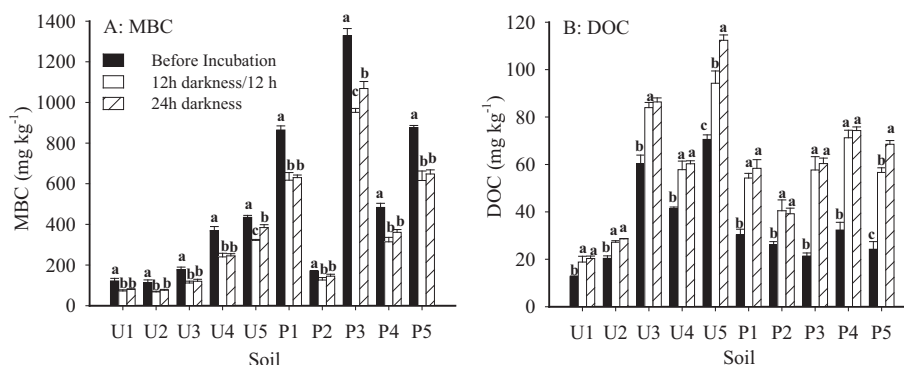 A: MBC
Before Incubation
12h darkness/12 h
24h darkness
MBC (mg kg-1)
1400
1200
1000
800
600
400
200
0
a b b
a b b
a b b
a b b
a c b
a b b
a b b
a c b
a b b
a b b
U1 U2 U3 U4 U5 P1 P2 P3 P4 P5
Soil
B: DOC
DOC (mg kg-1)
120
100
80
60
40
20
0
b a a
b a a
b a
b a a
c b a
b a a
b a a
b a a
b a a
c b a
U1 U2 U3 U4 U5 P1 P2 P3 P4 P5
Soil